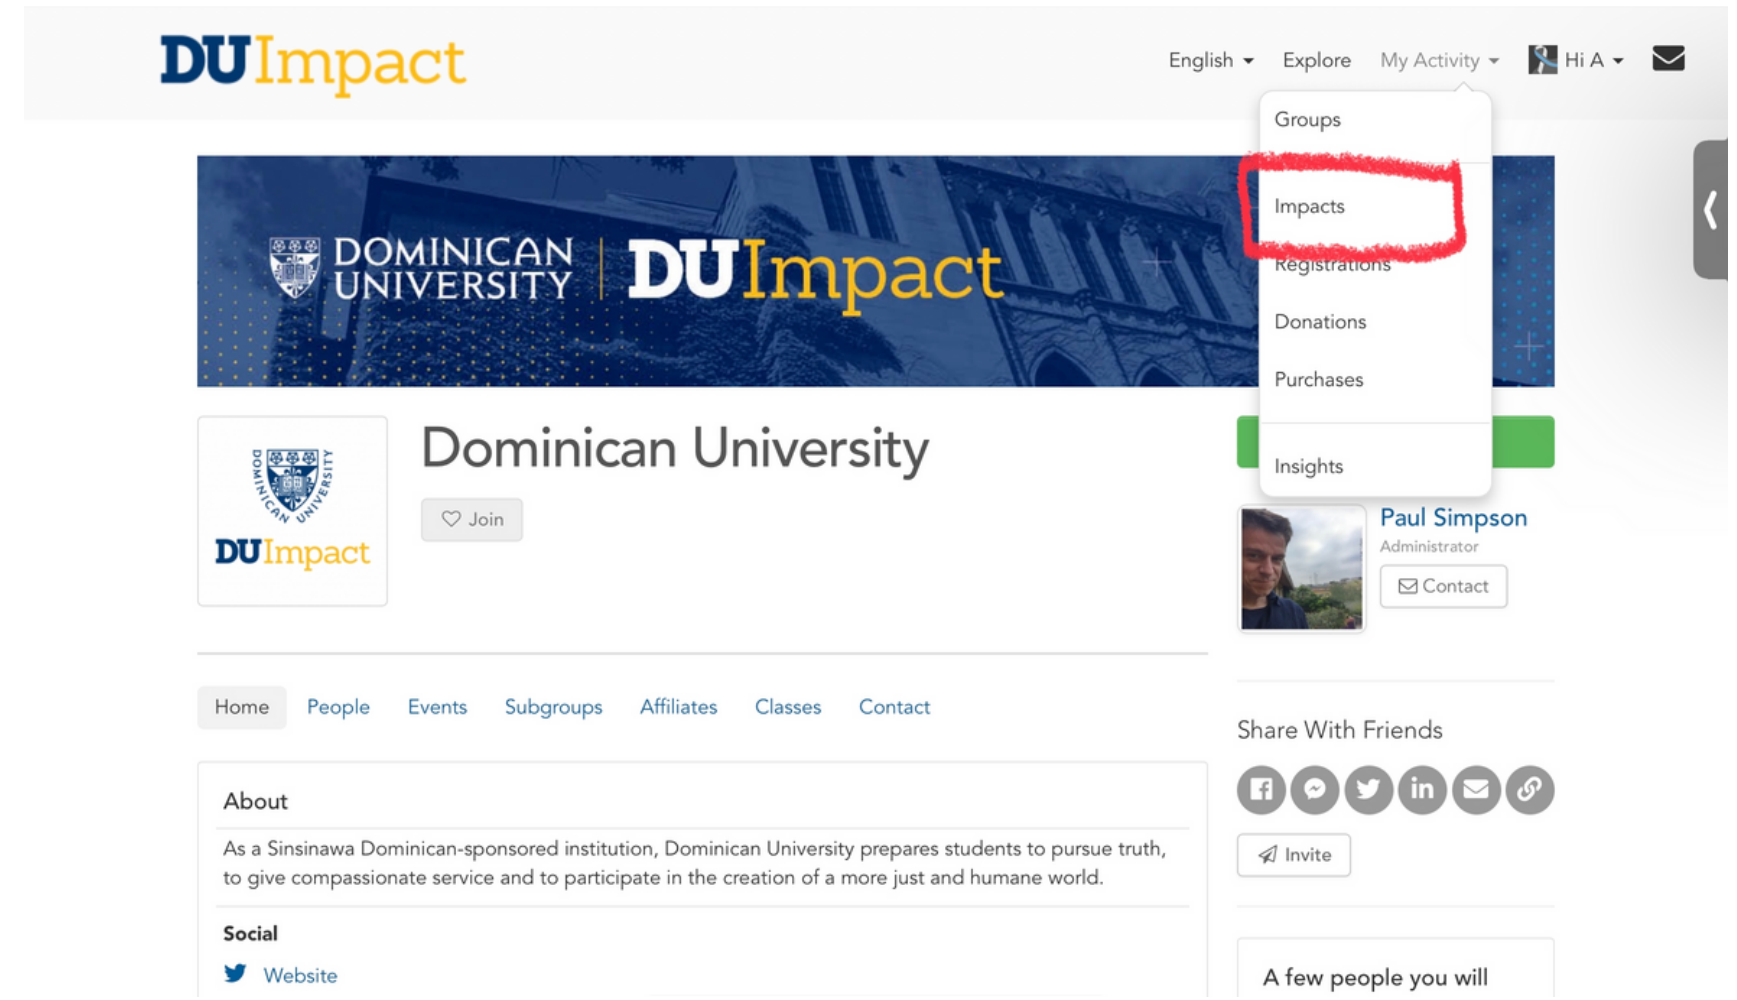 DUImpact
English Explore My Activity Hi A
Groups
Impacts
Registrations
Donations
Purchases
Insights
DOMINICAN UNIVERSITY
DUImpact
DOMINICAN UNIVERSITY
DUImpact
Dominican University
Join
Paul Simpson
Administrator
Contact
Home People Events Subgroups Affiliates Classes Contact
Share With Friends
Invite
About
As a Sinsinawa Dominican-sponsored institution, Dominican University prepares students to pursue truth,
to give compassionate service and to participate in the creation of a more just and humane world.
Social
Website
A few people you will